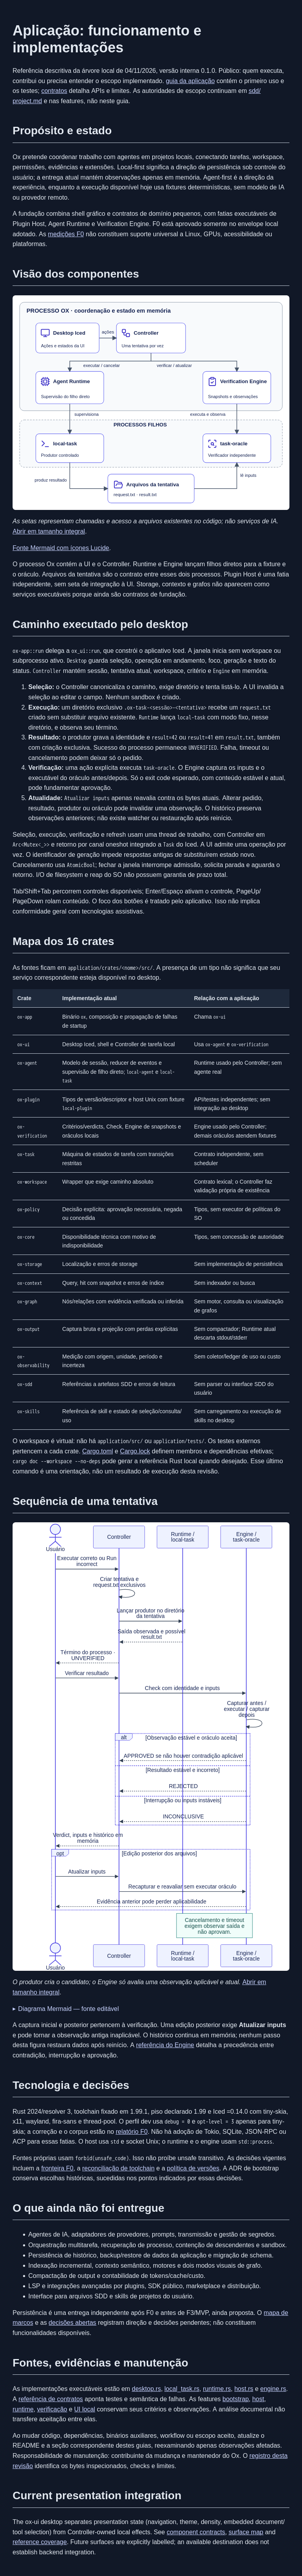 Aplicação: funcionamento e
implementações
Referência descritiva da árvore local de 04/11/2026, versão interna 0.1.0. Público: quem executa,
contribui ou precisa entender o escopo implementado. guia da aplicação contém o primeiro uso e
os testes; contratos detalha APIs e limites. As autoridades de escopo continuam em sdd/
project.md e nas features, não neste guia.
Propósito e estado
Ox pretende coordenar trabalho com agentes em projetos locais, conectando tarefas, workspace,
permissões, evidências e extensões. Local-first significa a direção de persistência sob controle do
usuário; a entrega atual mantém observações apenas em memória. Agent-first é a direção da
experiência, enquanto a execução disponível hoje usa fixtures determinísticas, sem modelo de IA
ou provedor remoto.
A fundação combina shell gráfico e contratos de domínio pequenos, com fatias executáveis de
Plugin Host, Agent Runtime e Verification Engine. F0 está aprovado somente no envelope local
adotado. As medições F0 não constituem suporte universal a Linux, GPUs, acessibilidade ou
plataformas.
Visão dos componentes
PROCESSO OX · coordenação e estado em memória
Desktop Iced
Ações e estados da UI
ações
Controller
Uma tentativa por vez
executar / cancelar
verificar / atualizar
Agent Runtime
Supervisão do filho direto
Verification Engine
Snapshots e observações
supervisiona
executa e observa
PROCESSOS FILHOS
local-task
Produtor controlado
task-oracle
Verificador independente
produz resultado
lê inputs
Arquivos da tentativa
request.txt · result.txt
As setas representam chamadas e acesso a arquivos existentes no código; não serviços de IA.
Abrir em tamanho integral.
Fonte Mermaid com ícones Lucide.
O processo Ox contém a UI e o Controller. Runtime e Engine lançam filhos diretos para a fixture e
o oráculo. Arquivos da tentativa são o contrato entre esses dois processos. Plugin Host é uma fatia
independente, sem seta de integração à UI. Storage, contexto e grafos não aparecem como
serviços executáveis porque ainda são contratos de fundação.
Caminho executado pelo desktop
ox-app::run delega a ox_ui::run, que constrói o aplicativo Iced. A janela inicia sem workspace e
sem subprocesso ativo. Desktop guarda seleção, operação em andamento, foco, geração e texto do
status. Controller mantém sessão, tentativa atual, workspace, critério e Engine em memória.
1. Seleção: o Controller canonicaliza o caminho, exige diretório e tenta listá-lo. A UI invalida a
seleção ao editar o campo. Nenhum sandbox é criado.
2. Execução: um diretório exclusivo .ox-task-<sessão>-<tentativa> recebe um request.txt
criado sem substituir arquivo existente. Runtime lança local-task com modo fixo, nesse
diretório, e observa seu término.
3. Resultado: o produtor grava a identidade e result=42 ou result=41 em result.txt, também
com criação exclusiva. Sucesso do processo permanece UNVERIFIED. Falha, timeout ou
cancelamento podem deixar só o pedido.
4. Verificação: uma ação explícita executa task-oracle. O Engine captura os inputs e o
executável do oráculo antes/depois. Só o exit code esperado, com conteúdo estável e atual,
pode fundamentar aprovação.
5. Atualidade: Atualizar inputs apenas reavalia contra os bytes atuais. Alterar pedido,
resultado, produtor ou oráculo pode invalidar uma observação. O histórico preserva as
observações anteriores; não existe watcher ou restauração após reinício.
Seleção, execução, verificação e refresh usam uma thread de trabalho, com Controller em
Arc<Mutex<_>> e retorno por canal oneshot integrado a Task do Iced. A UI admite uma operação por
vez. O identificador de geração impede respostas antigas de substituírem estado novo.
Cancelamento usa AtomicBool; fechar a janela interrompe admissão, solicita parada e aguarda o
retorno. I/O de filesystem e reap do SO não possuem garantia de prazo total.
Tab/Shift+Tab percorrem controles disponíveis; Enter/Espaço ativam o controle, PageUp/
PageDown rolam conteúdo. O foco dos botões é tratado pelo aplicativo. Isso não implica
conformidade geral com tecnologias assistivas.
Mapa dos 16 crates
As fontes ficam em application/crates/<nome>/src/. A presença de um tipo não significa que seu
serviço correspondente esteja disponível no desktop.
Crate Implementação atual Relação com a aplicação
ox-app Binário ox, composição e propagação de falhas de startup Chama ox-ui
ox-ui Desktop Iced, shell e Controller de tarefa local Usa ox-agent e ox-verification
ox-agent Modelo de sessão, reducer de eventos e supervisão de filho direto; local-agent e local-task Runtime usado pelo Controller; sem agente real
ox-plugin Tipos de versão/descriptor e host Unix com fixture local-plugin API/testes independentes; sem integração ao desktop
ox-verification Critérios/verdicts, Check, Engine de snapshots e oráculos locais Engine usado pelo Controller; demais oráculos atendem fixtures
ox-task Máquina de estados de tarefa com transições restritas Contrato independente, sem scheduler
ox-workspace Wrapper que exige caminho absoluto Contrato lexical; o Controller faz validação própria de existência
ox-policy Decisão explícita: aprovação necessária, negada ou concedida Tipos, sem executor de políticas do SO
ox-core Disponibilidade técnica com motivo de indisponibilidade Tipos, sem concessão de autoridade
ox-storage Localização e erros de storage Sem implementação de persistência
ox-context Query, hit com snapshot e erros de índice Sem indexador ou busca
ox-graph Nós/relações com evidência verificada ou inferida Sem motor, consulta ou visualização de grafos
ox-output Captura bruta e projeção com perdas explícitas Sem compactador; Runtime atual descarta stdout/stderr
ox-observability Medição com origem, unidade, período e incerteza Sem coletor/ledger de uso ou custo
ox-sdd Referências a artefatos SDD e erros de leitura Sem parser ou interface SDD do usuário
ox-skills Referência de skill e estado de seleção/consulta/uso Sem carregamento ou execução de skills no desktop
O workspace é virtual: não há application/src/ ou application/tests/. Os testes externos
pertencem a cada crate. Cargo.toml e Cargo.lock definem membros e dependências efetivas;
cargo doc --workspace --no-deps pode gerar a referência Rust local quando desejado. Esse último
comando é uma orientação, não um resultado de execução desta revisão.
Sequência de uma tentativa
Usuário
Controller
Runtime /
local-task
Engine /
task-oracle
Executar correto ou Run
incorrect
Criar tentativa e
request.txt exclusivos
Lançar produtor no diretório
da tentativa
Saída observada e possível
result.txt
Término do processo ·
UNVERIFIED
Verificar resultado
Check com identidade e inputs
Capturar antes /
executar / capturar
depois
alt
[Observação estável e oráculo aceita]
APPROVED se não houver contradição aplicável
[Resultado estável e incorreto]
REJECTED
[Interrupção ou inputs instáveis]
INCONCLUSIVE
Verdict, inputs e histórico em
memória
opt
[Edição posterior dos arquivos]
Atualizar inputs
Recapturar e reavaliar sem executar oráculo
Evidência anterior pode perder aplicabilidade
Cancelamento e timeout
exigem observar saída e
não aprovam.
Usuário
Controller
Runtime /
local-task
Engine /
task-oracle
O produtor cria o candidato; o Engine só avalia uma observação aplicável e atual. Abrir em
tamanho integral.
▸ Diagrama Mermaid — fonte editável
A captura inicial e posterior pertencem à verificação. Uma edição posterior exige Atualizar inputs
e pode tornar a observação antiga inaplicável. O histórico continua em memória; nenhum passo
desta figura restaura dados após reinício. A referência do Engine detalha a precedência entre
contradição, interrupção e aprovação.
Tecnologia e decisões
Rust 2024/resolver 3, toolchain fixado em 1.99.1, piso declarado 1.99 e Iced =0.14.0 com tiny-skia,
x11, wayland, fira-sans e thread-pool. O perfil dev usa debug = 0 e opt-level = 1 apenas para tiny-
skia; a correção e o corpus estão no relatório F0. Não há adoção de Tokio, SQLite, JSON-RPC ou
ACP para essas fatias. O host usa std e socket Unix; o runtime e o engine usam std::process.
Fontes próprias usam forbid(unsafe_code). Isso não proíbe unsafe transitivo. As decisões vigentes
incluem a fronteira F0, a reconciliação de toolchain e a política de versões. A ADR de bootstrap
conserva escolhas históricas, sucedidas nos pontos indicados por essas decisões.
O que ainda não foi entregue
• Agentes de IA, adaptadores de provedores, prompts, transmissão e gestão de segredos.
• Orquestração multitarefa, recuperação de processo, contenção de descendentes e sandbox.
• Persistência de histórico, backup/restore de dados da aplicação e migração de schema.
• Indexação incremental, contexto semântico, motores e dois modos visuais de grafo.
• Compactação de output e contabilidade de tokens/cache/custo.
• LSP e integrações avançadas por plugins, SDK público, marketplace e distribuição.
• Interface para arquivos SDD e skills de projetos do usuário.
Persistência é uma entrega independente após F0 e antes de F3/MVP, ainda proposta. O mapa de
marcos e as decisões abertas registram direção e decisões pendentes; não constituem
funcionalidades disponíveis.
Fontes, evidências e manutenção
As implementações executáveis estão em desktop.rs, local_task.rs, runtime.rs, host.rs e engine.rs.
A referência de contratos aponta testes e semântica de falhas. As features bootstrap, host,
runtime, verificação e UI local conservam seus critérios e observações. A análise documental não
transfere aceitação entre elas.
Ao mudar código, dependências, binários auxiliares, workflow ou escopo aceito, atualize o
README e a seção correspondente destes guias, reexaminando apenas observações afetadas.
Responsabilidade de manutenção: contribuinte da mudança e mantenedor do Ox. O registro desta
revisão identifica os bytes inspecionados, checks e limites.
Current presentation integration
The ox-ui desktop separates presentation state (navigation, theme, density, embedded document/
tool selection) from Controller-owned local effects. See component contracts, surface map and
reference coverage. Future surfaces are explicitly labelled; an available destination does not
establish backend integration.